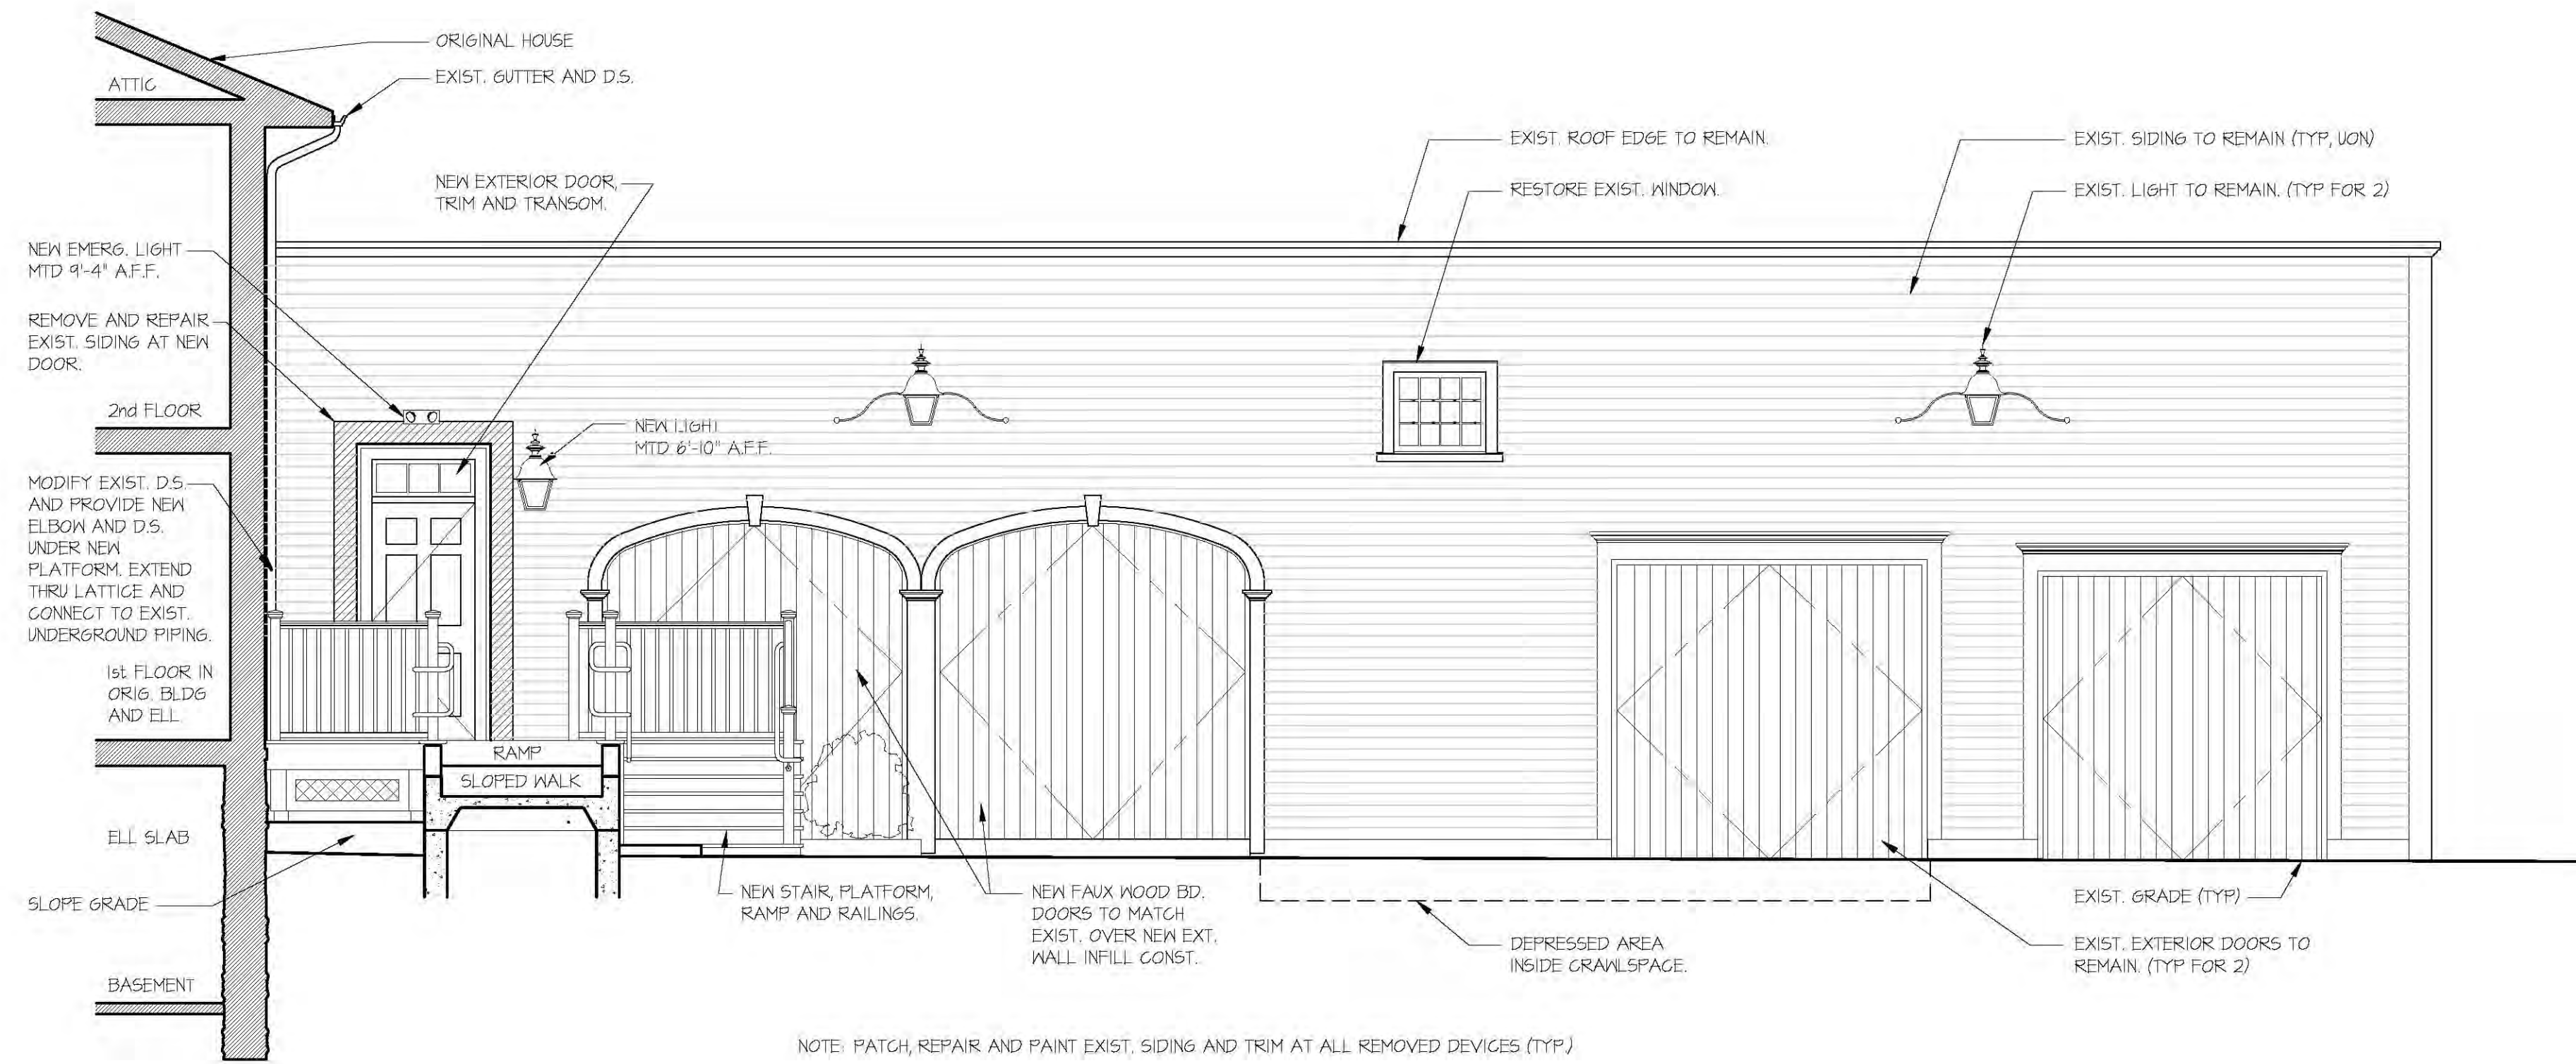 ORIGINAL HOUSE
EXIST. GUTTER AND D.S.
ATTIC
NEW EXTERIOR DOOR,
TRIM AND TRANSOM.
EXIST. ROOF EDGE TO REMAIN.
RESTORE EXIST. WINDOW.
EXIST. SIDING TO REMAIN (TYP, UON)
EXIST. LIGHT TO REMAIN. (TYP FOR 2)
NEW EMERG. LIGHT
MTD 9'-4" A.F.F.
REMOVE AND REPAIR
EXIST. SIDING AT NEW
DOOR.
2nd FLOOR
NEW LIGHT
MTD 6'-10" A.F.F.
MODIFY EXIST. D.S.
AND PROVIDE NEW
ELBOW AND D.S.
UNDER NEW
PLATFORM. EXTEND
THRU LATTICE AND
CONNECT TO EXIST.
UNDERGROUND PIPING.
1st FLOOR IN
ORIG. BLDG
AND ELL
RAMP
SLOPED WALK
ELL SLAB
SLOPE GRADE
NEW STAIR, PLATFORM,
RAMP AND RAILINGS.
NEW FAUX WOOD BD.
DOORS TO MATCH
EXIST. OVER NEW EXT.
WALL INFILL CONST.
DEPRESSED AREA
INSIDE CRAWLSPACE.
EXIST. GRADE (TYP)
EXIST. EXTERIOR DOORS TO
REMAIN. (TYP FOR 2)
BASEMENT
NOTE: PATCH, REPAIR AND PAINT EXIST. SIDING AND TRIM AT ALL REMOVED DEVICES (TYP.)